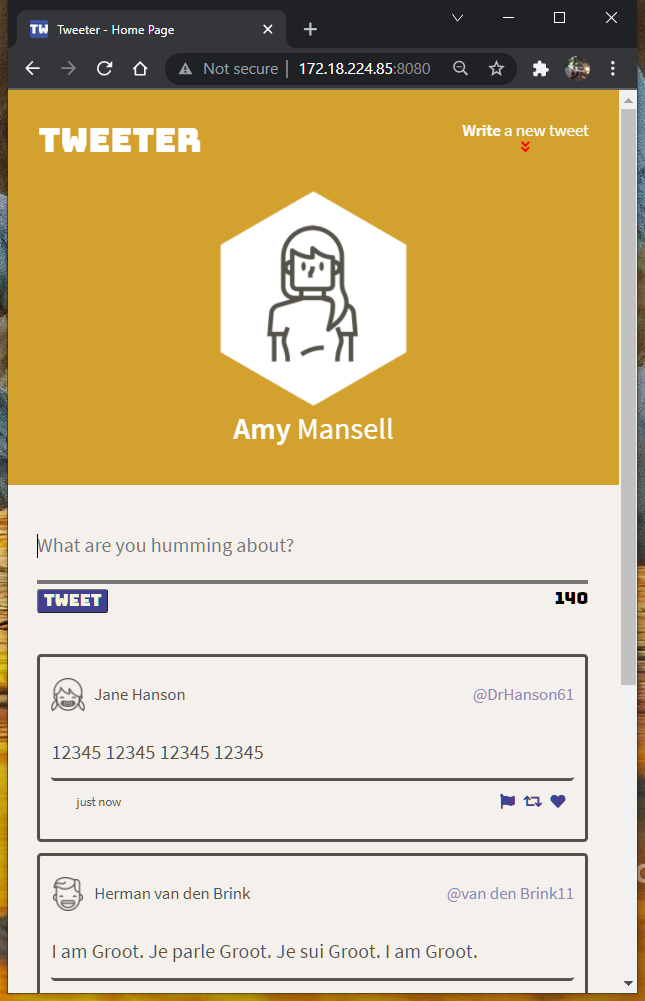 TW Tweeter - Home Page
Not secure | 172.18.224.85:8080
TWEETER
Write a new tweet
Amy Mansell
What are you humming about?
TWEET 140
Jane Hanson @DrHanson61
12345 12345 12345 12345
just now
Herman van den Brink @van den Brink11
I am Groot. Je parle Groot. Je sui Groot. I am Groot.